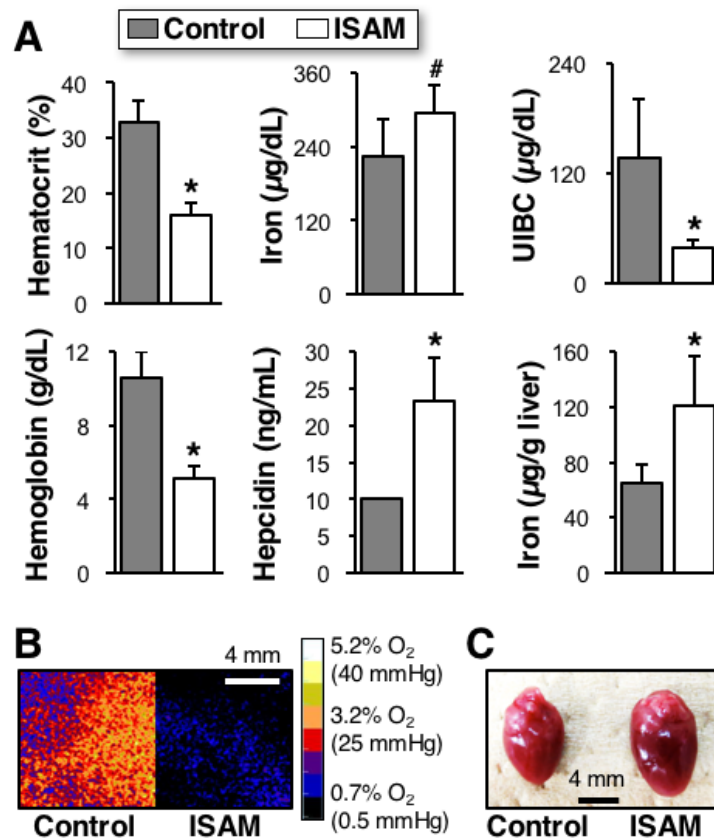 A
Control ISAM
Hematocrit (%)
40
30
20
10
0
*
Iron (µg/dL)
360
240
120
0
#
UIBC (µg/dL)
240
120
0
*
Hemoglobin (g/dL)
12
8
4
0
*
Hepcidin (ng/mL)
30
25
20
15
10
5
0
*
Iron (µg/g liver)
160
120
80
40
0
*
B
4 mm
5.2% O₂
(40 mmHg)
3.2% O₂
(25 mmHg)
0.7% O₂
(0.5 mmHg)
Control ISAM
C
4 mm
Control ISAM